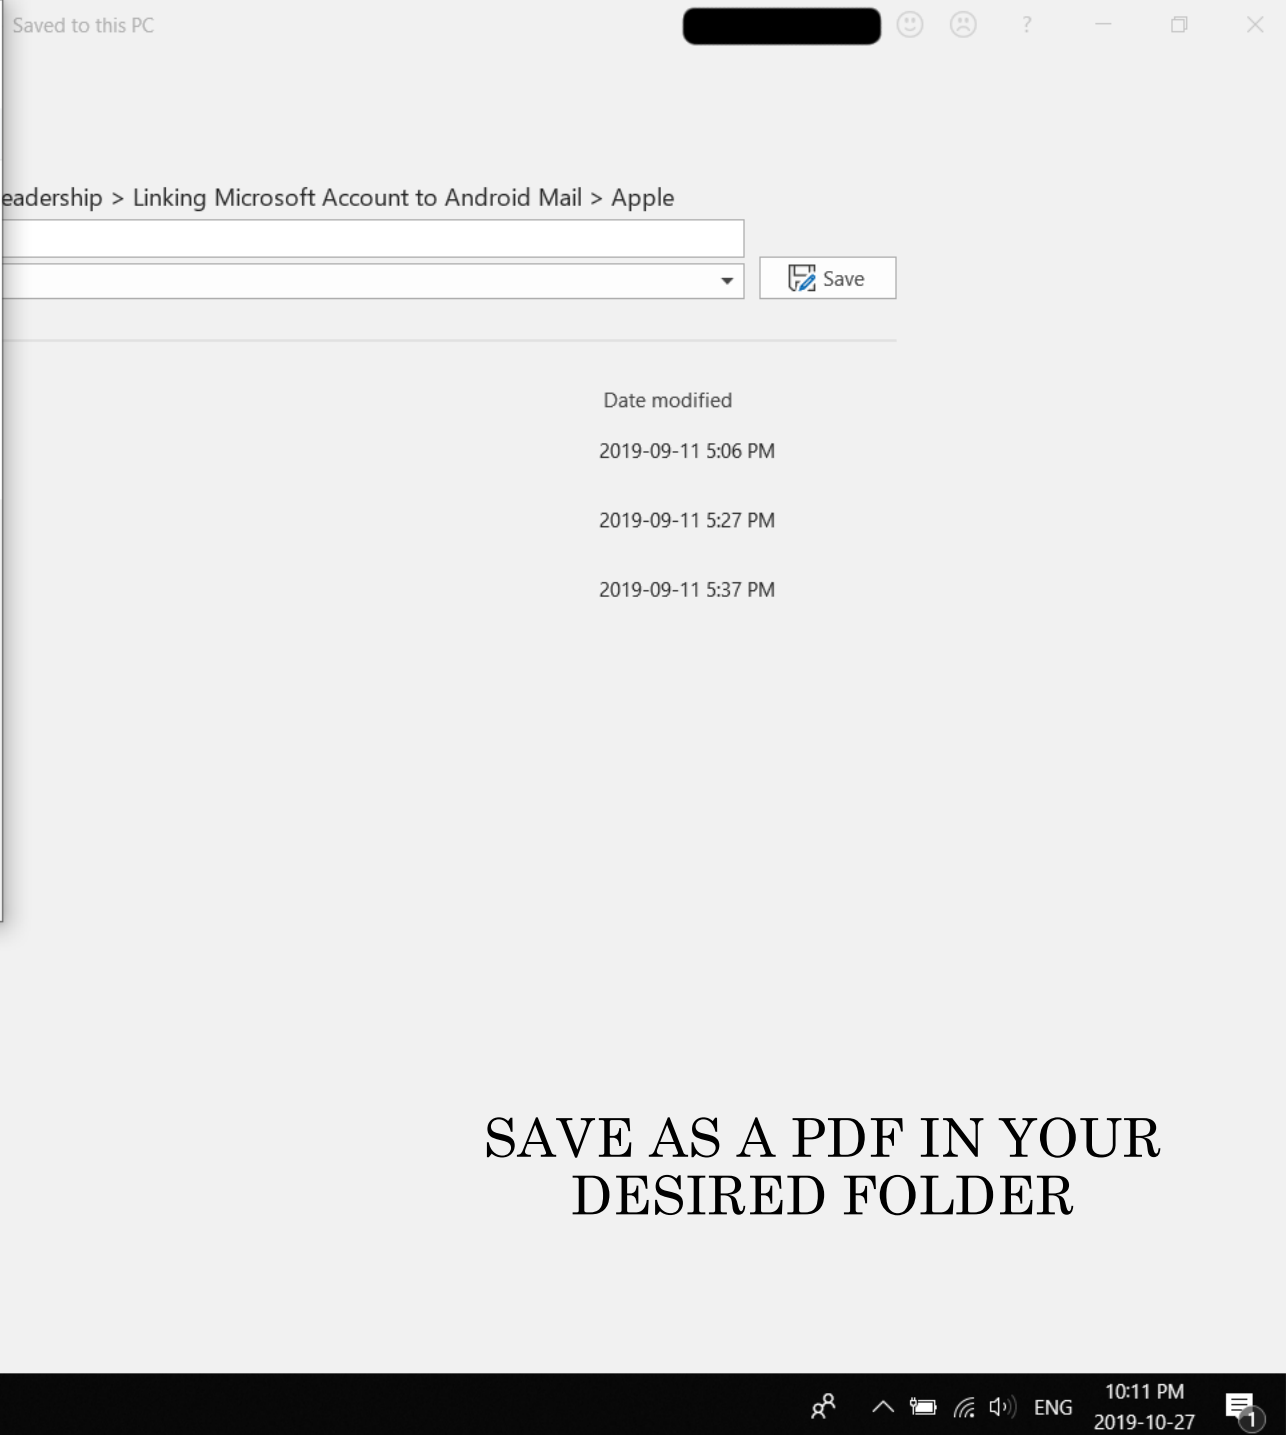 Saved to this PC
?
eadership > Linking Microsoft Account to Android Mail > Apple
Save
Date modified
2019-09-11 5:06 PM
2019-09-11 5:27 PM
2019-09-11 5:37 PM
SAVE AS A PDF IN YOUR
DESIRED FOLDER
ENG
10:11 PM
2019-10-27
1